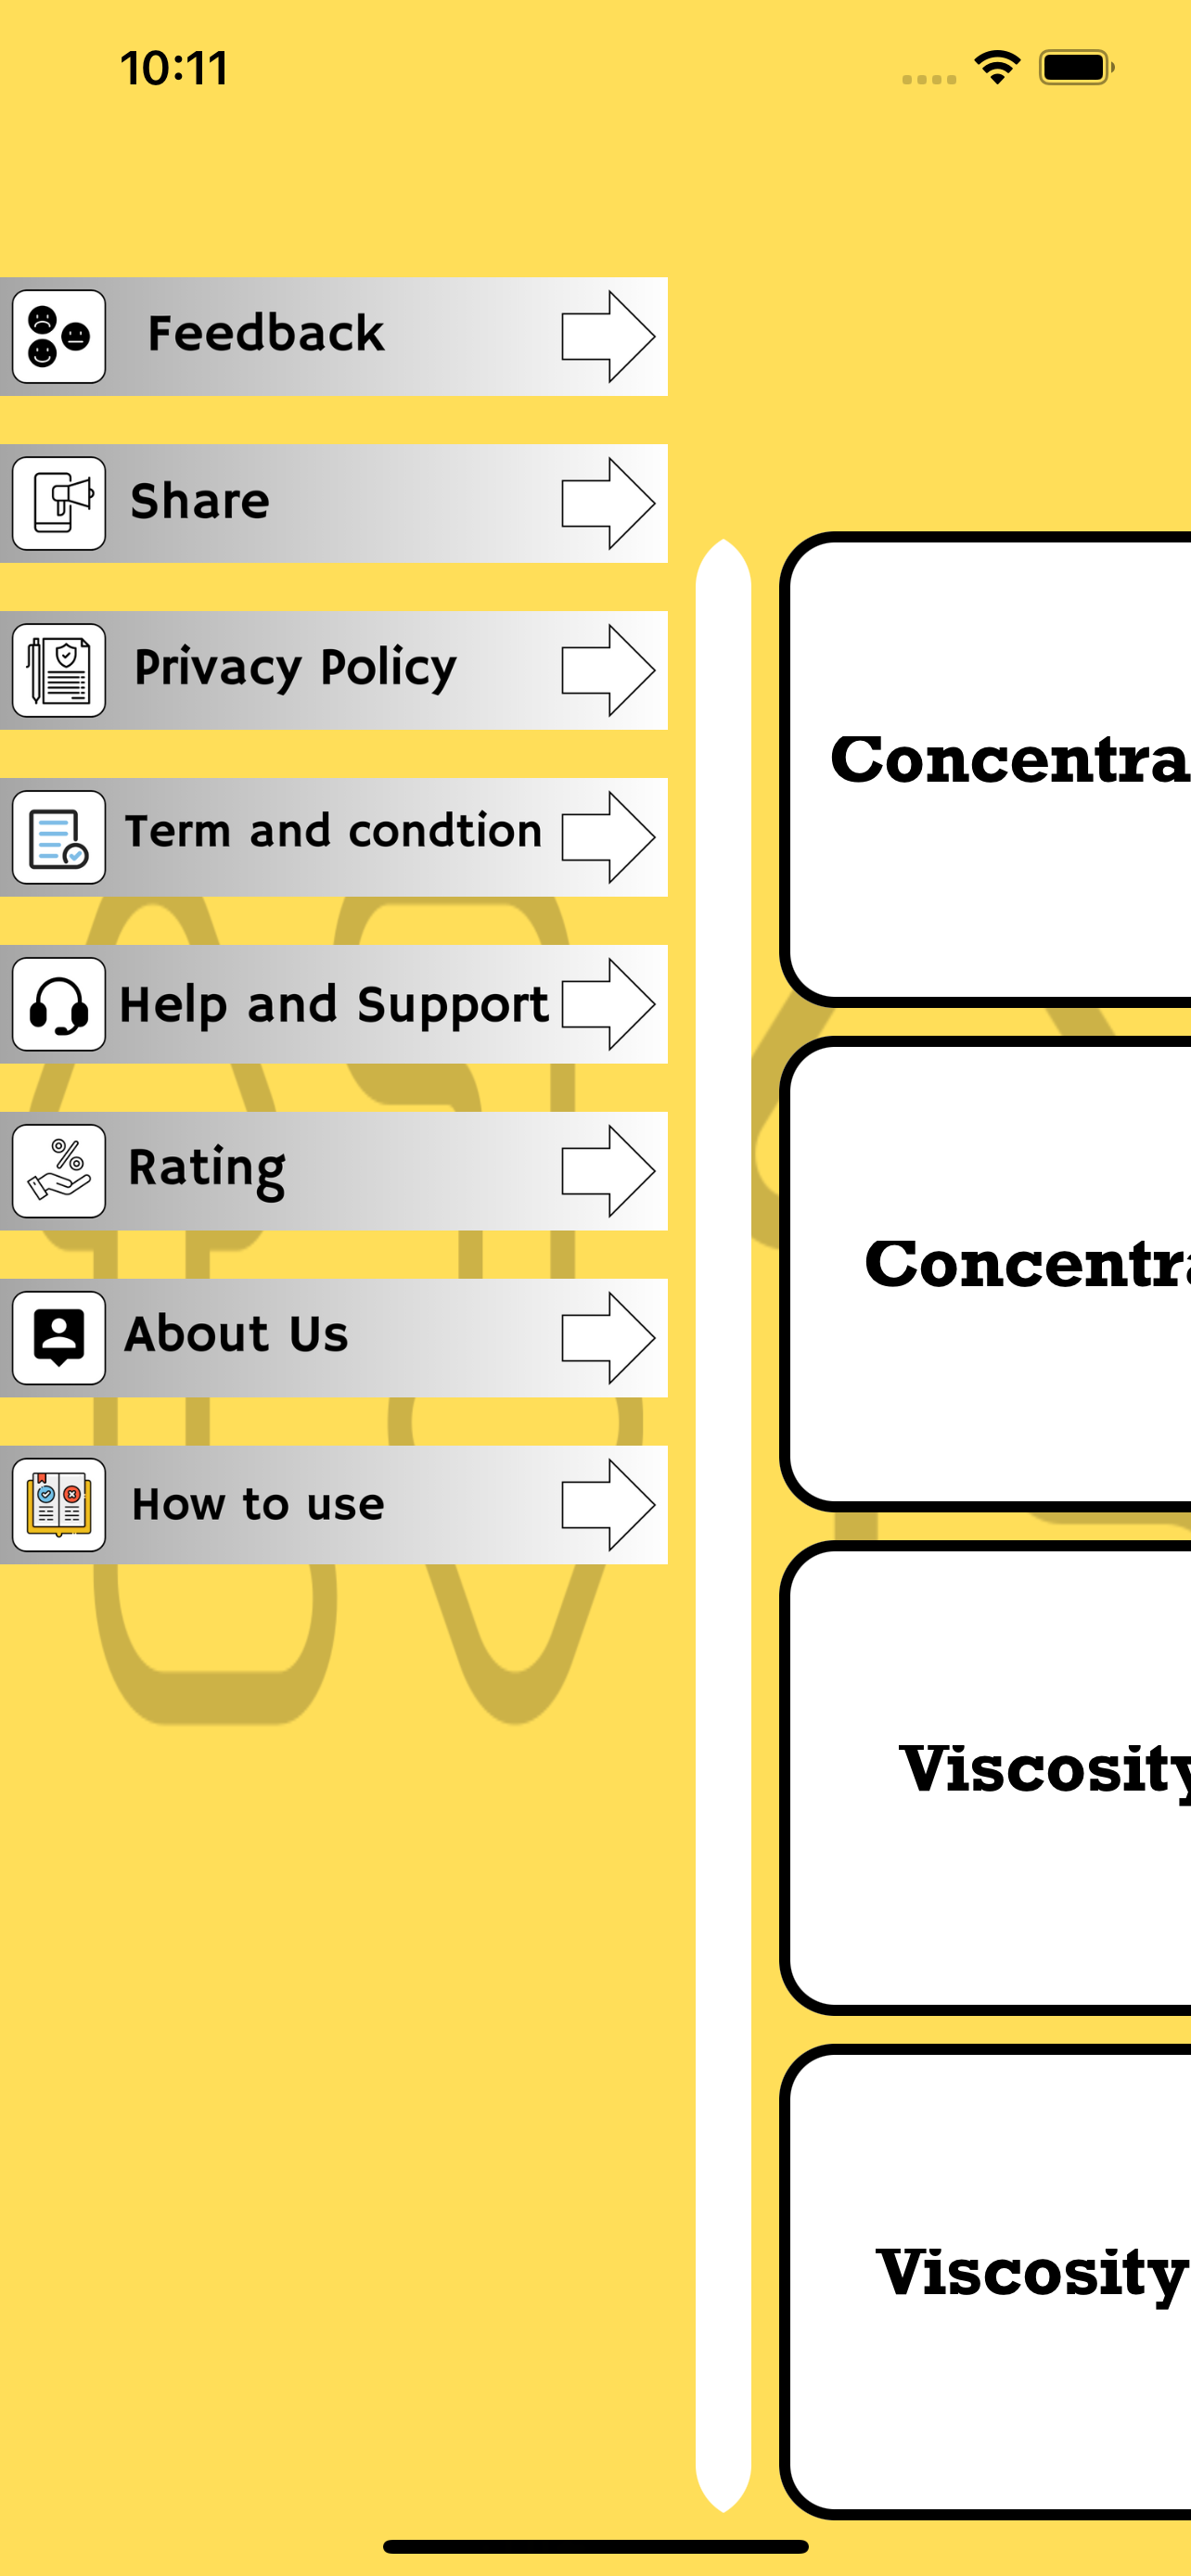 10:11
Feedback
Share
Privacy Policy
Term and condtion
Help and Support
Rating
About Us
How to use
Concentra
Concentra
Viscosity
Viscosity